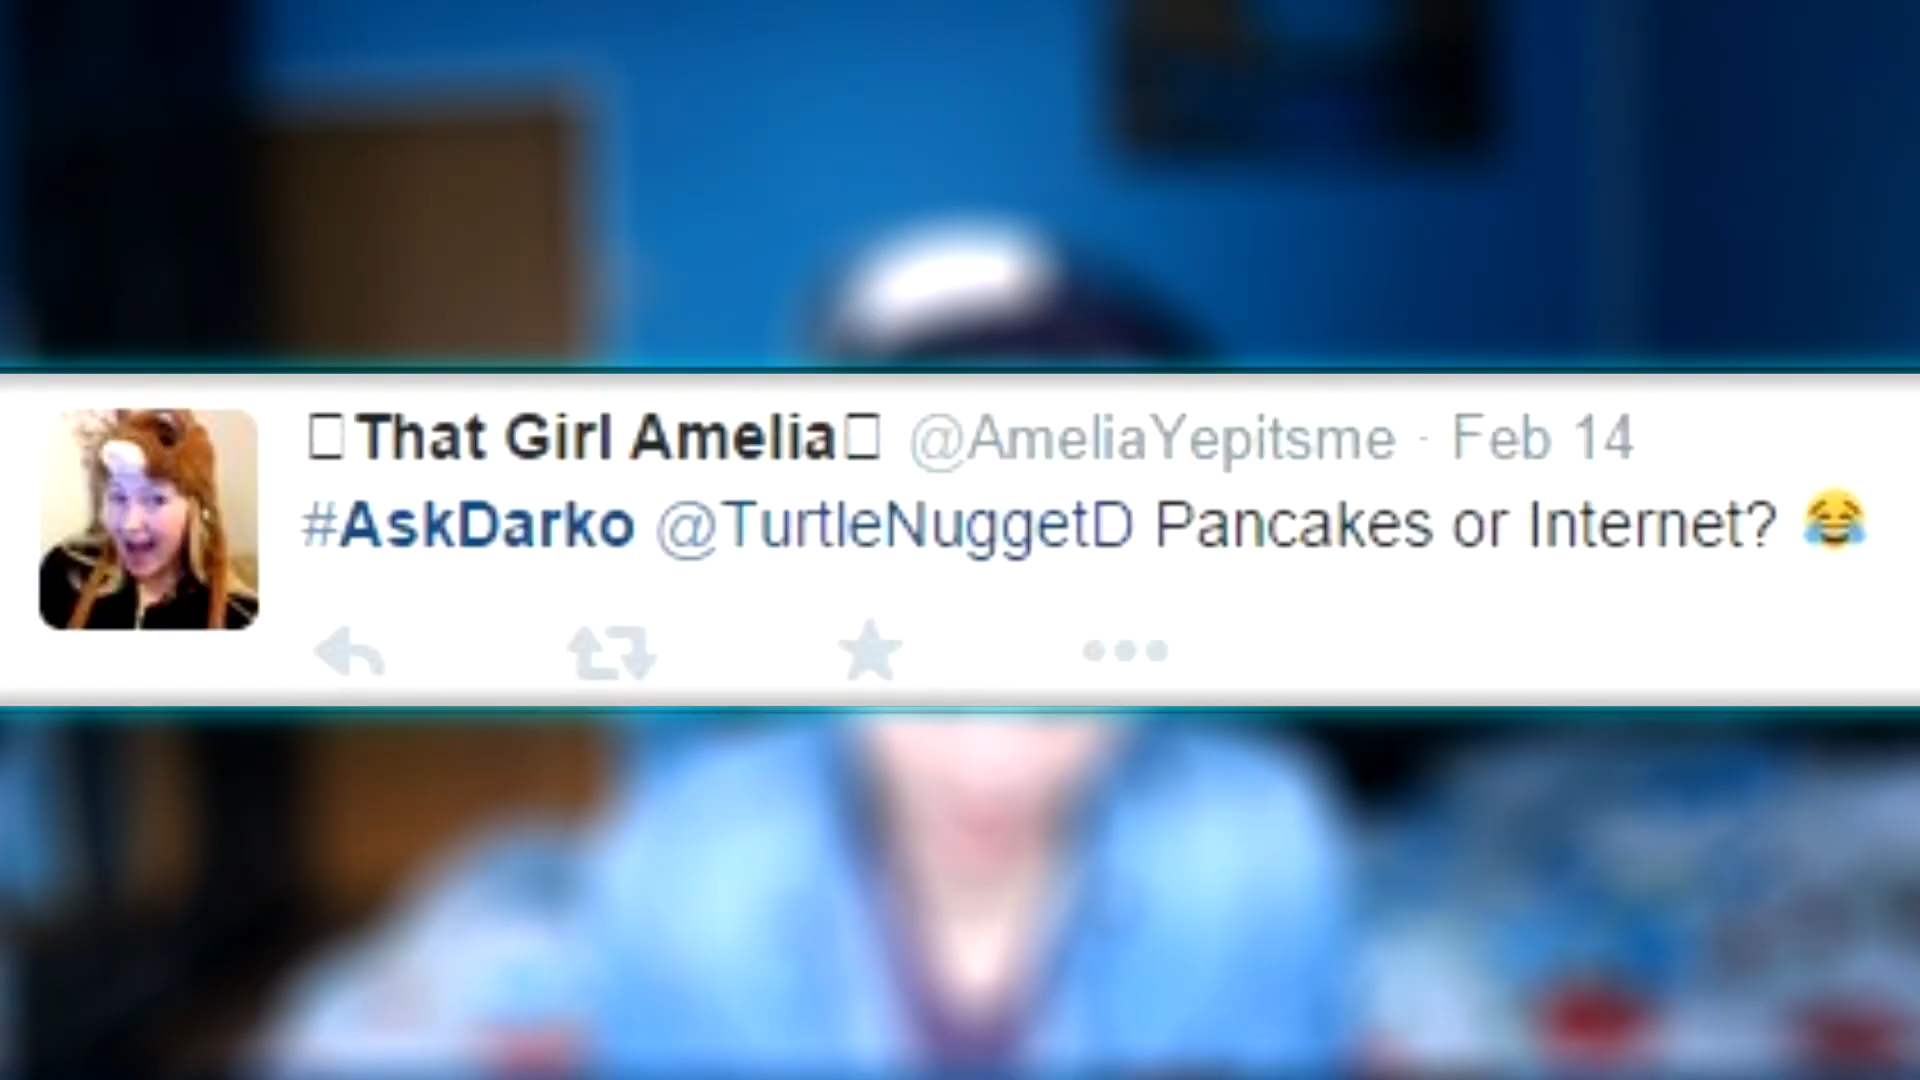 □That Girl Amelia□ @AmeliaYepitsme · Feb 14
#AskDarko @TurtleNuggetD Pancakes or Internet? 😂